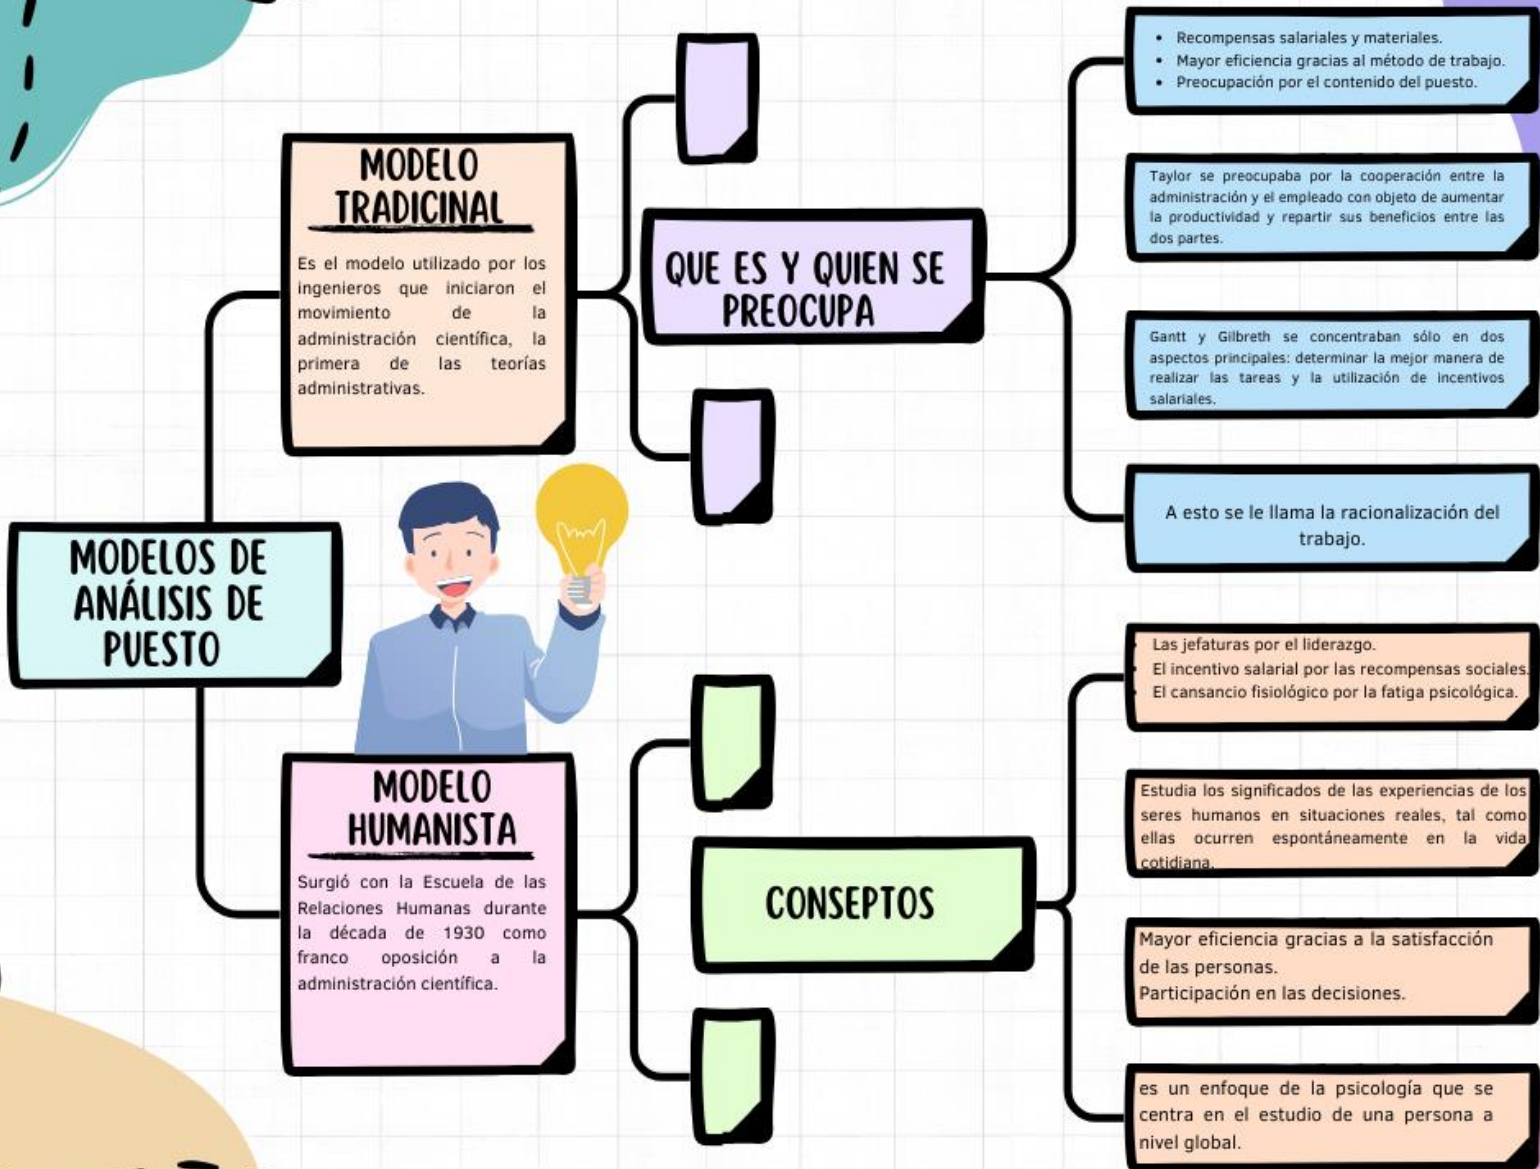 MODELOS DE
ANÁLISIS DE
PUESTO
MODELO
TRADICINAL
Es el modelo utilizado por los
ingenieros que iniciaron el
movimiento de la
administración científica, la
primera de las teorías
administrativas.
QUE ES Y QUIEN SE
PREOCUPA
• Recompensas salariales y materiales.
• Mayor eficiencia gracias al método de trabajo.
• Preocupación por el contenido del puesto.
Taylor se preocupaba por la cooperación entre la
administración y el empleado con objeto de aumentar
la productividad y repartir sus beneficios entre las
dos partes.
Gantt y Gilbreth se concentraban sólo en dos
aspectos principales: determinar la mejor manera de
realizar las tareas y la utilización de incentivos
salariales.
A esto se le llama la racionalización del
trabajo.
MODELO
HUMANISTA
Surgió con la Escuela de las
Relaciones Humanas durante
la década de 1930 como
franco oposición a la
administración científica.
CONSEPTOS
Las jefaturas por el liderazgo.
El incentivo salarial por las recompensas sociales.
El cansancio fisiológico por la fatiga psicológica.
Estudia los significados de las experiencias de los
seres humanos en situaciones reales, tal como
ellas ocurren espontáneamente en la vida
cotidiana.
Mayor eficiencia gracias a la satisfacción
de las personas.
Participación en las decisiones.
es un enfoque de la psicología que se
centra en el estudio de una persona a
nivel global.